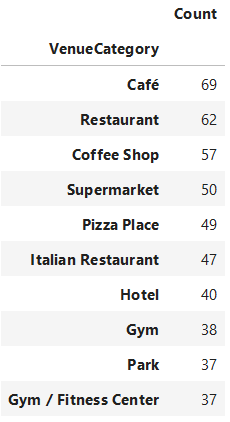 Count
VenueCategory
Café 69
Restaurant 62
Coffee Shop 57
Supermarket 50
Pizza Place 49
Italian Restaurant 47
Hotel 40
Gym 38
Park 37
Gym / Fitness Center 37